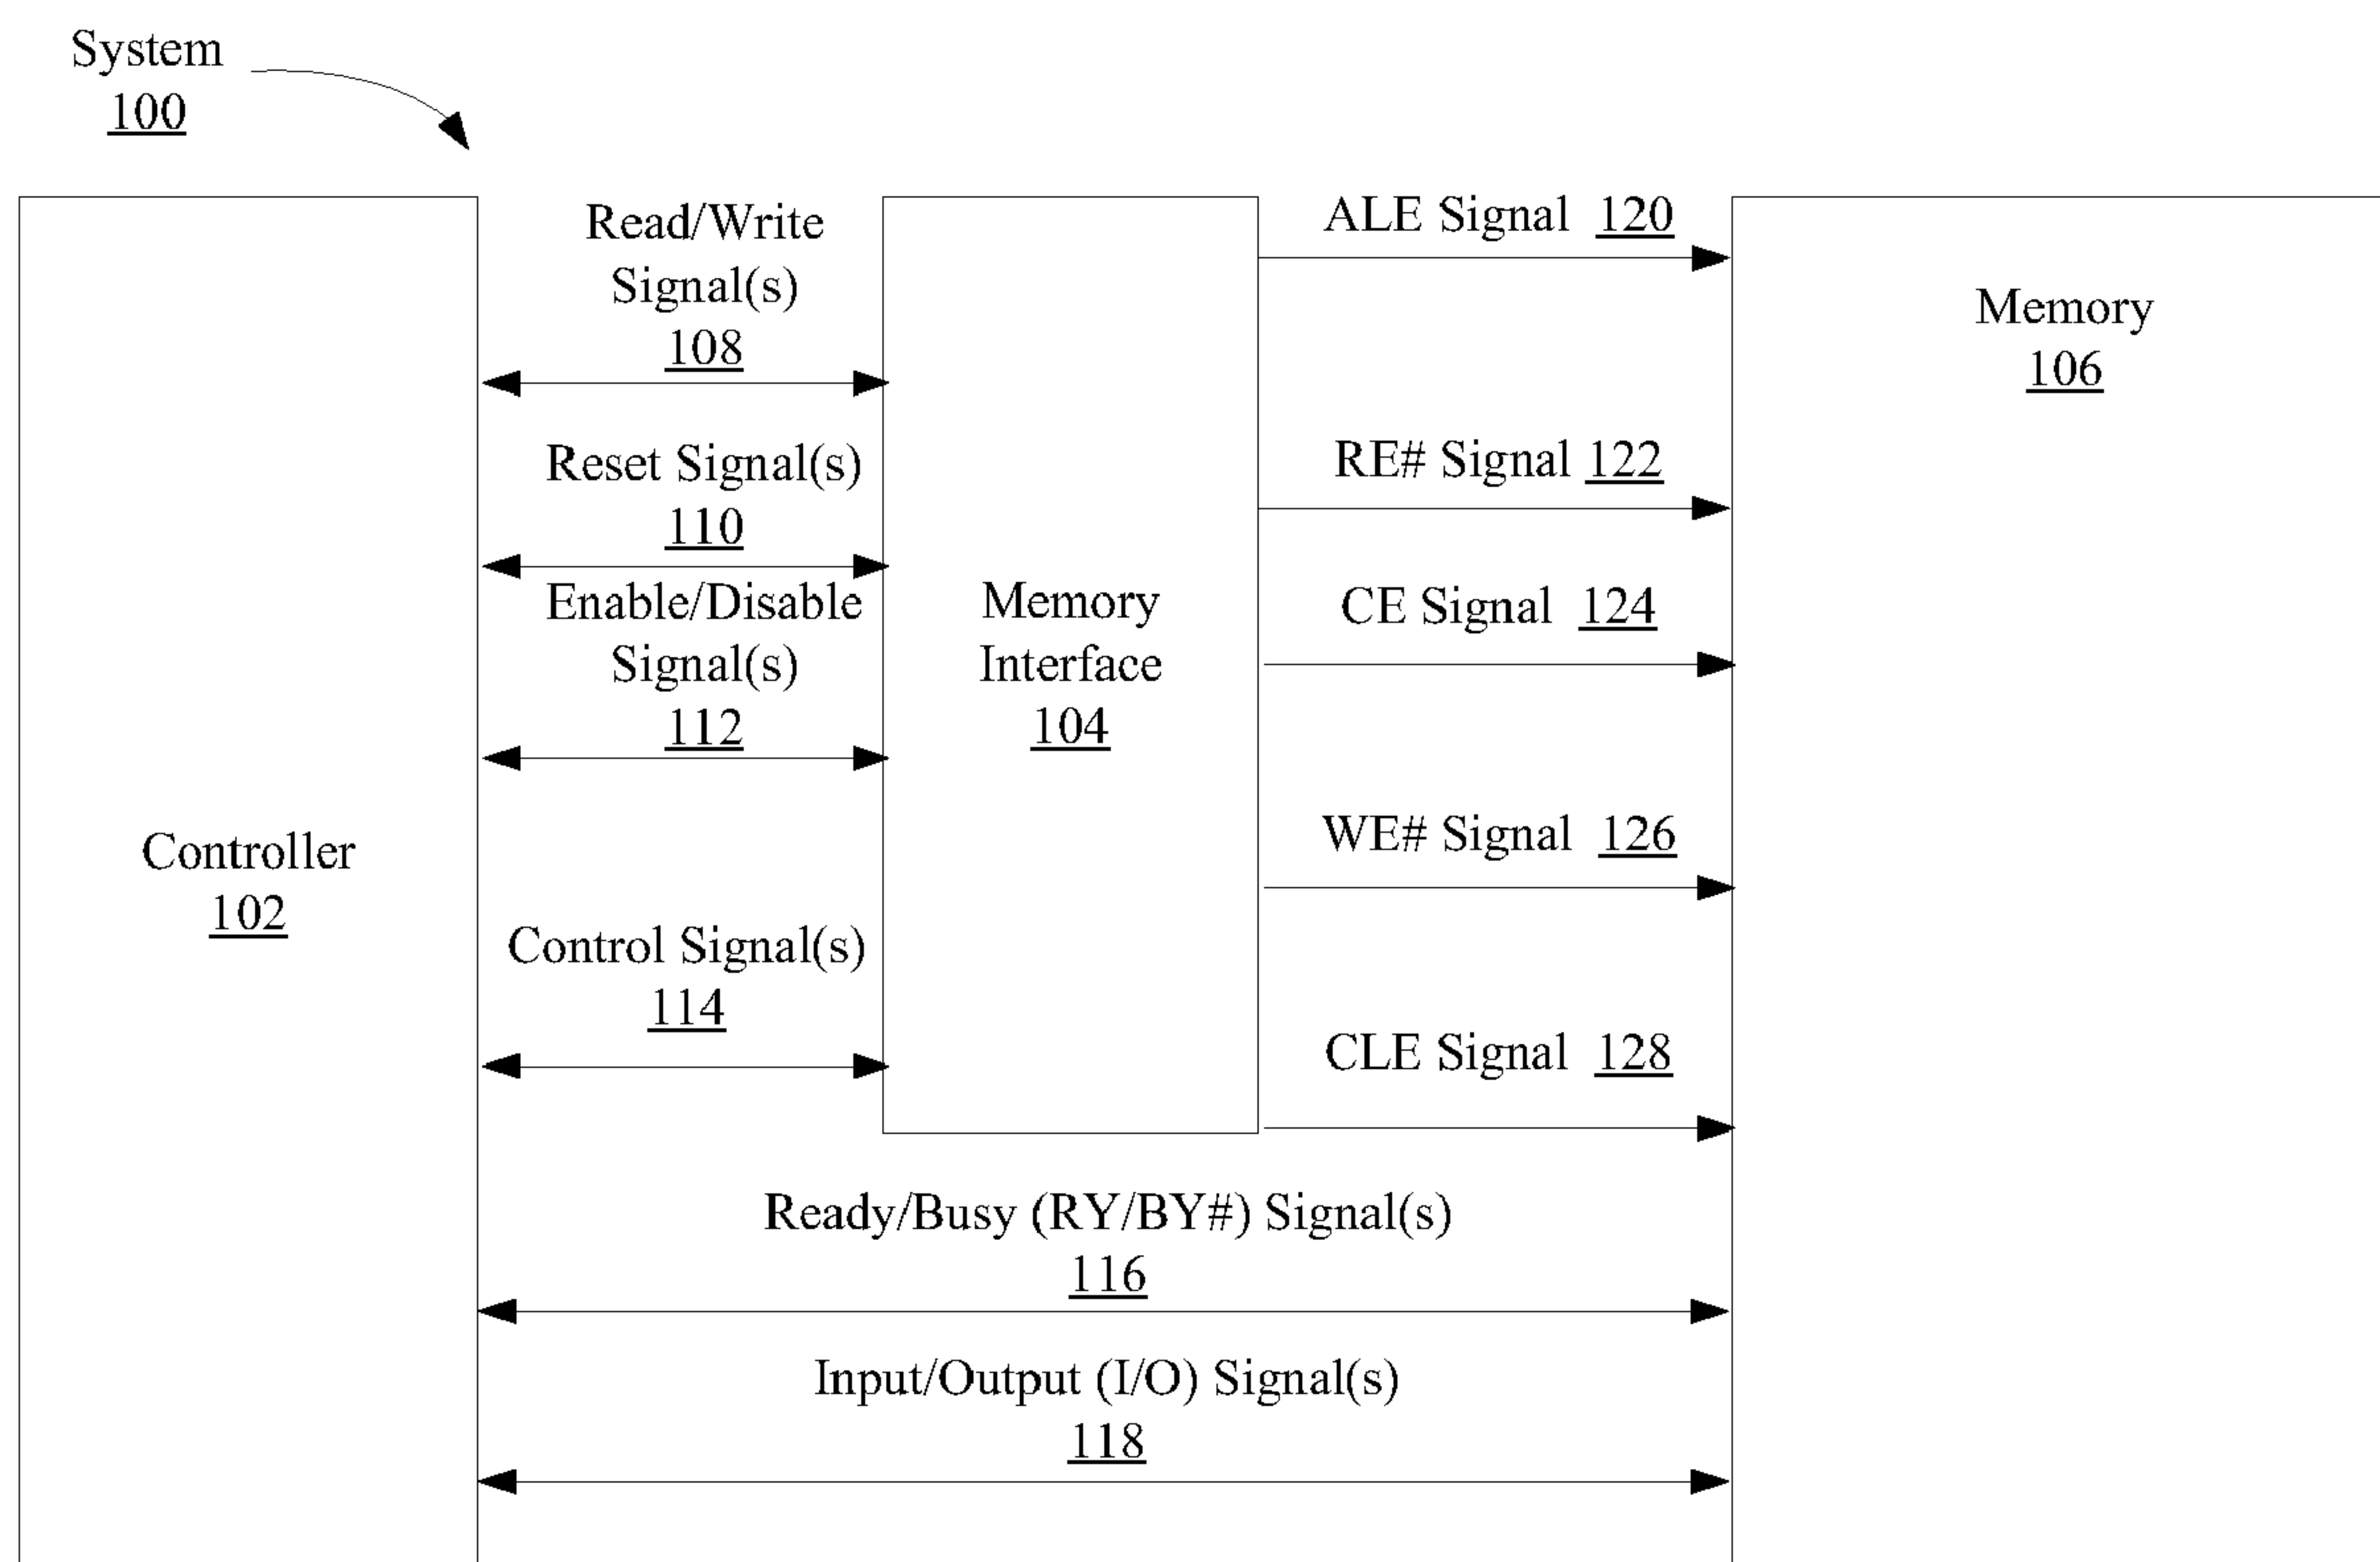 System
100
Read/Write
Signal(s)
108
Reset Signal(s)
110
Enable/Disable
Signal(s)
112
Control Signal(s)
114
Controller
102
Memory
Interface
104
ALE Signal 120
RE# Signal 122
CE Signal 124
WE# Signal 126
CLE Signal 128
Memory
106
Ready/Busy (RY/BY#) Signal(s)
116
Input/Output (I/O) Signal(s)
118